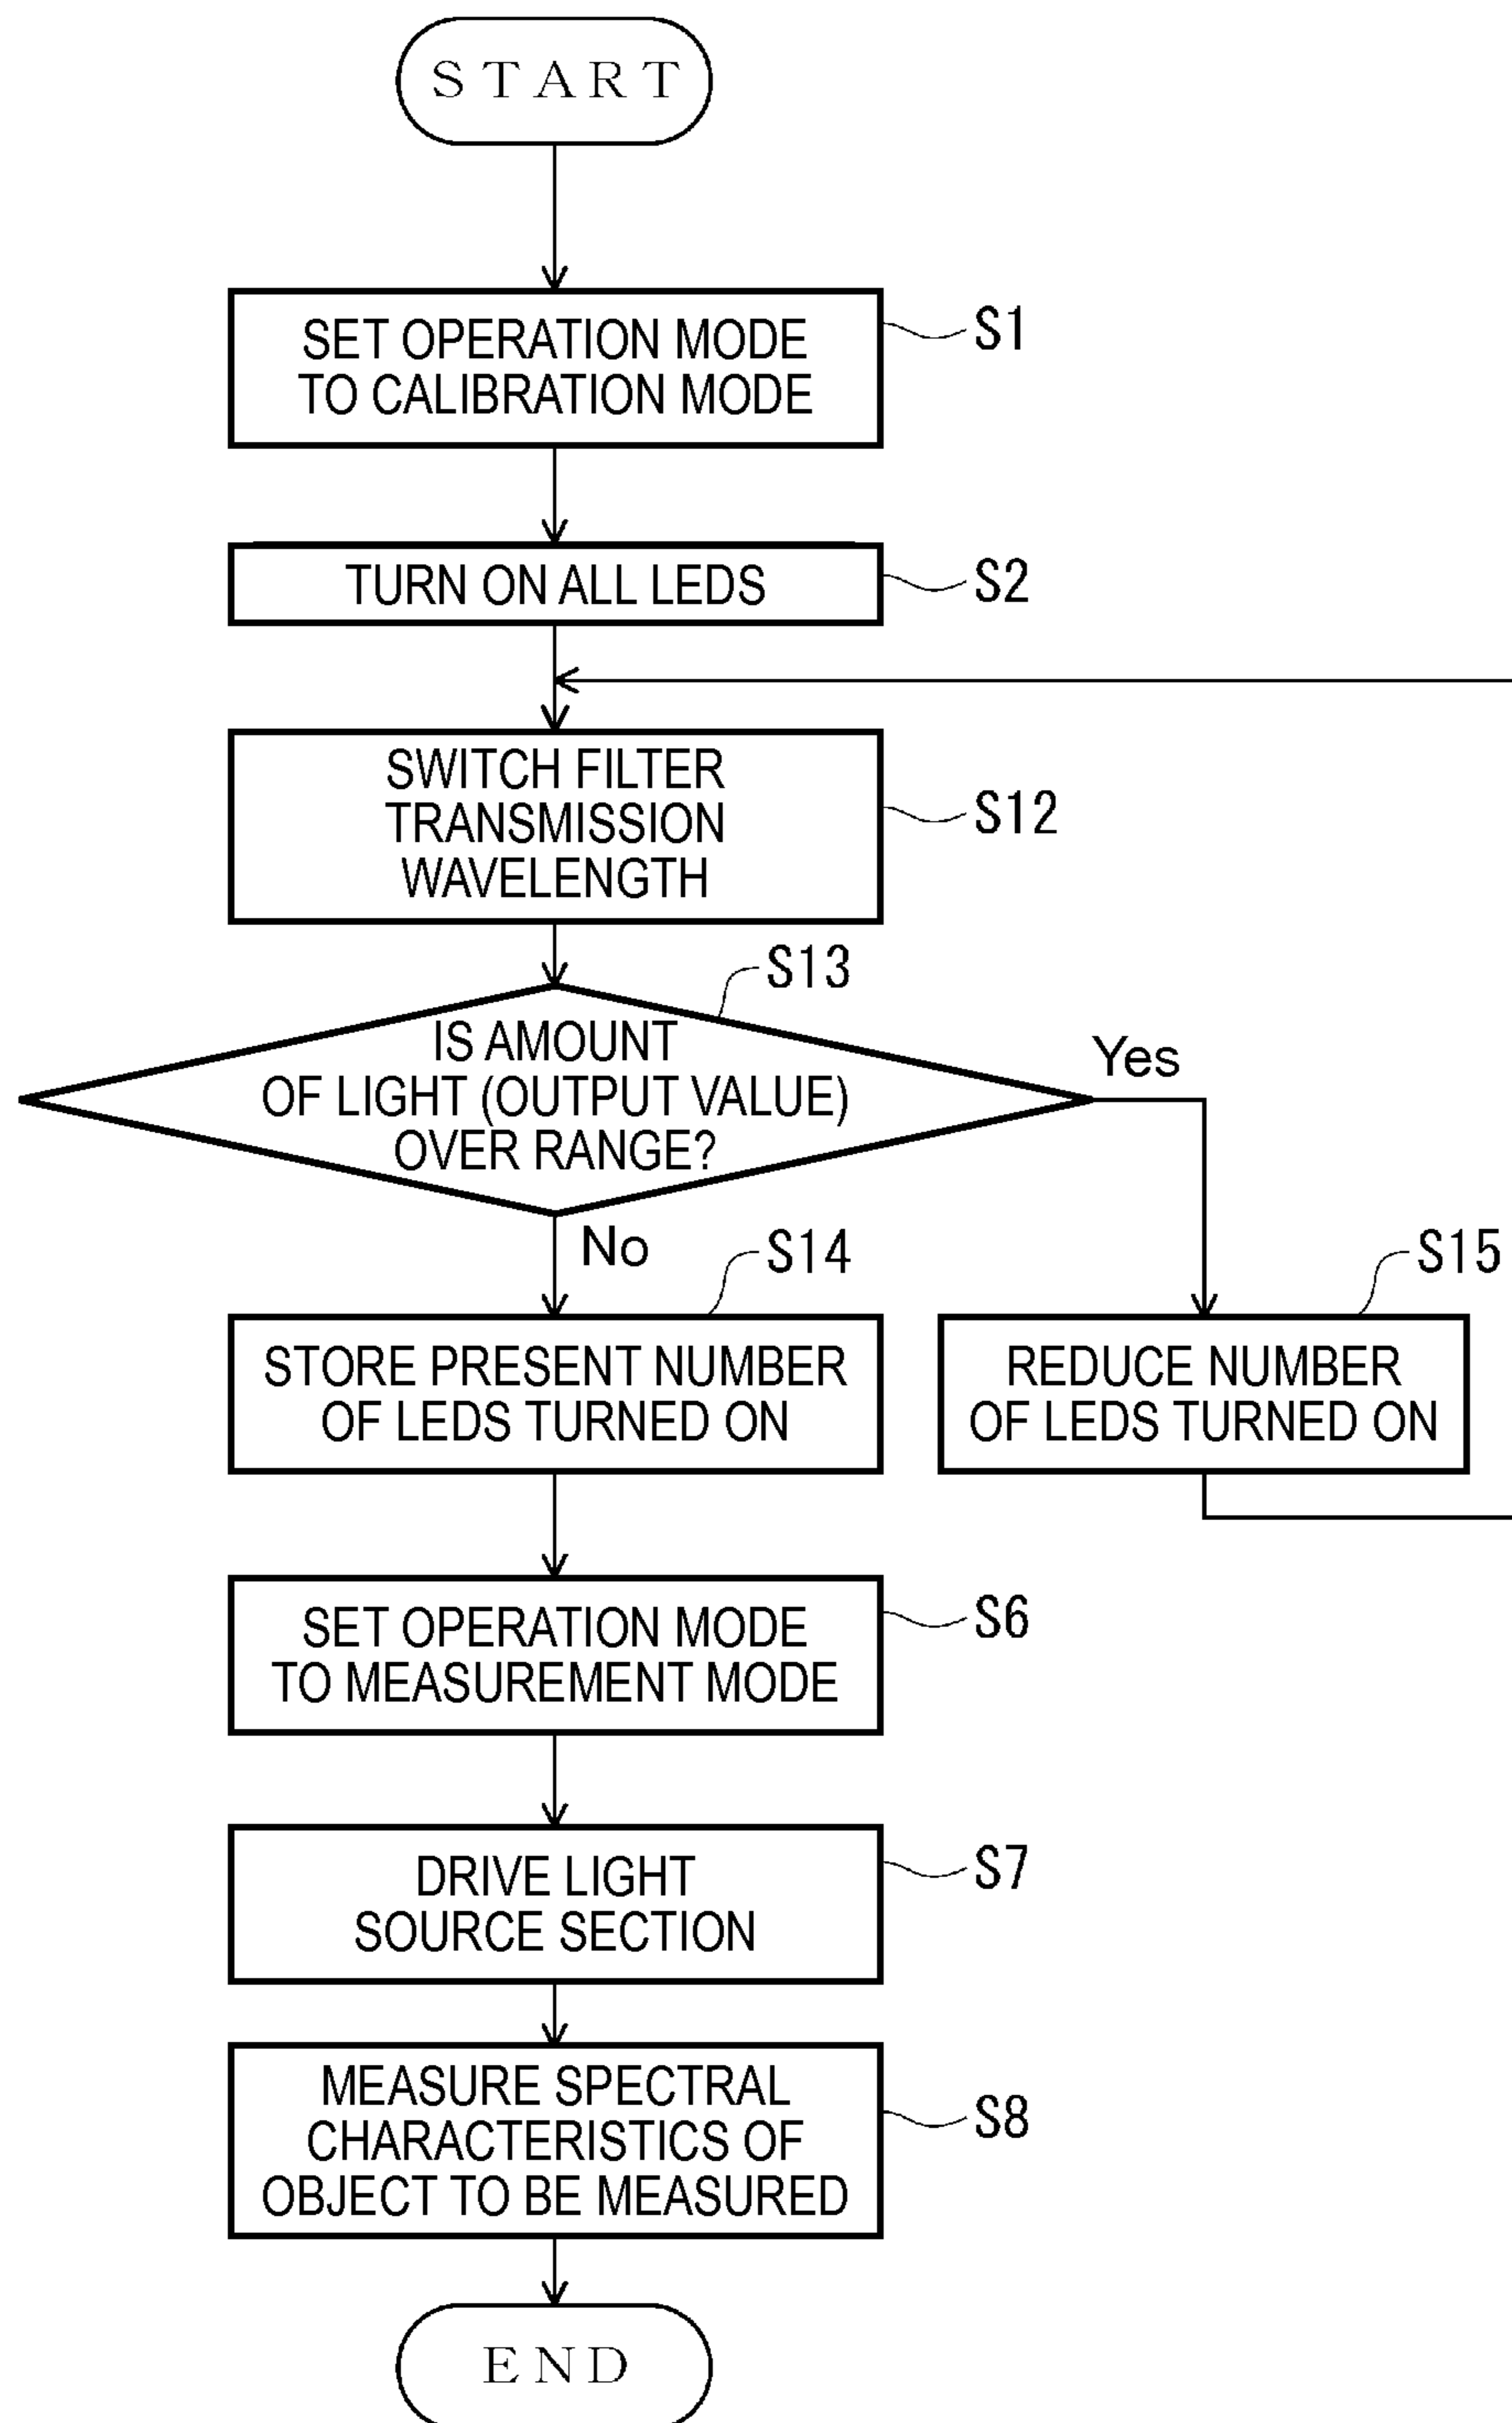 START
SET OPERATION MODE
TO CALIBRATION MODE
S1
TURN ON ALL LEDS
S2
SWITCH FILTER
TRANSMISSION
WAVELENGTH
S12
S13
IS AMOUNT
OF LIGHT (OUTPUT VALUE)
OVER RANGE?
Yes
No
S14
STORE PRESENT NUMBER
OF LEDS TURNED ON
S15
REDUCE NUMBER
OF LEDS TURNED ON
SET OPERATION MODE
TO MEASUREMENT MODE
S6
DRIVE LIGHT
SOURCE SECTION
S7
MEASURE SPECTRAL
CHARACTERISTICS OF
OBJECT TO BE MEASURED
S8
END